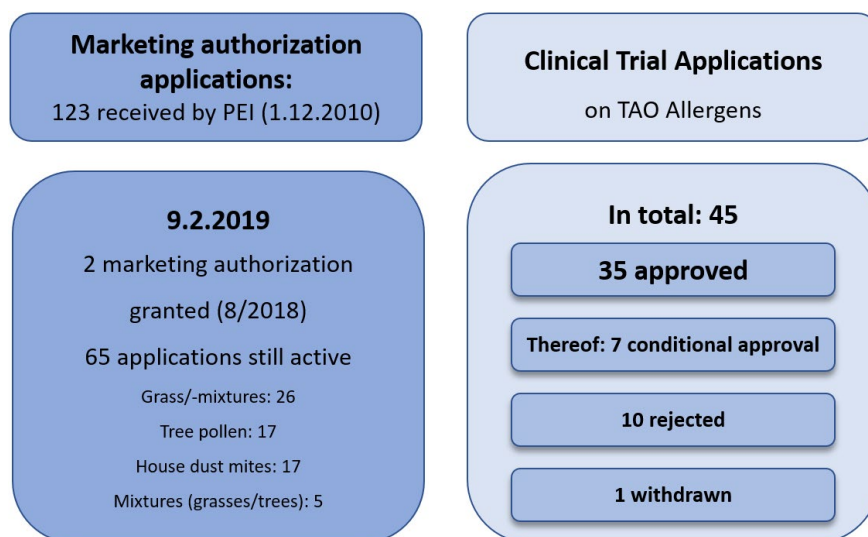 Marketing authorization
applications:
123 received by PEI (1.12.2010)
Clinical Trial Applications
on TAO Allergens
9.2.2019
2 marketing authorization
granted (8/2018)
65 applications still active
Grass/-mixtures: 26
Tree pollen: 17
House dust mites: 17
Mixtures (grasses/trees): 5
In total: 45
35 approved
Thereof: 7 conditional approval
10 rejected
1 withdrawn